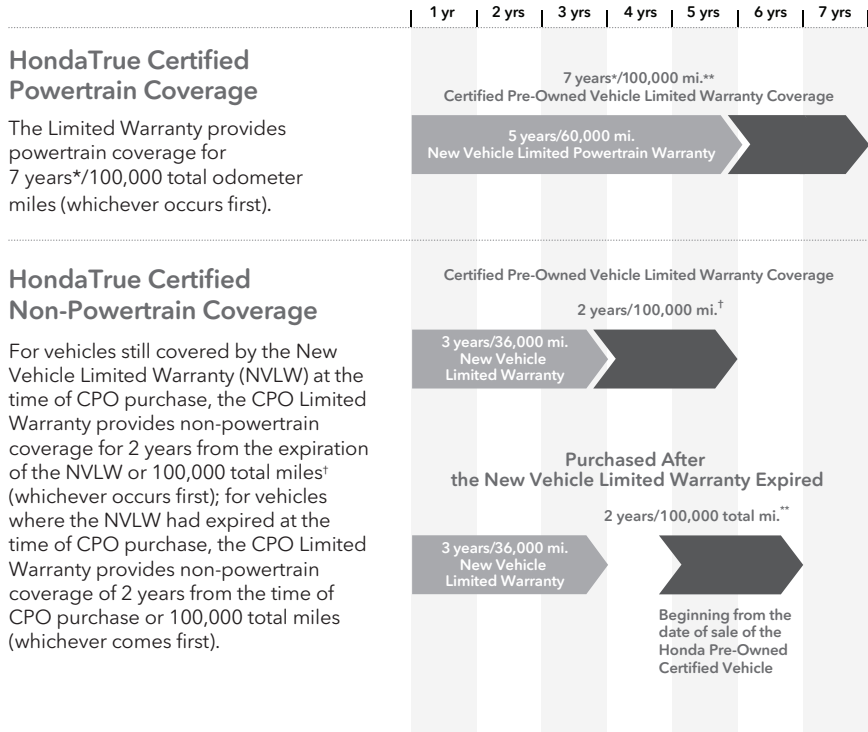 1 yr 2 yrs 3 yrs 4 yrs 5 yrs 6 yrs 7 yrs
HondaTrue Certified
Powertrain Coverage
The Limited Warranty provides
powertrain coverage for
7 years*/100,000 total odometer
miles (whichever occurs first).
7 years*/100,000 mi.**
Certified Pre-Owned Vehicle Limited Warranty Coverage
5 years/60,000 mi.
New Vehicle Limited Powertrain Warranty
HondaTrue Certified
Non-Powertrain Coverage
For vehicles still covered by the New
Vehicle Limited Warranty (NVLW) at the
time of CPO purchase, the CPO Limited
Warranty provides non-powertrain
coverage for 2 years from the expiration
of the NVLW or 100,000 total miles†
(whichever occurs first); for vehicles
where the NVLW had expired at the
time of CPO purchase, the CPO Limited
Warranty provides non-powertrain
coverage of 2 years from the time of
CPO purchase or 100,000 total miles
(whichever comes first).
Certified Pre-Owned Vehicle Limited Warranty Coverage
2 years/100,000 mi.†
3 years/36,000 mi.
New Vehicle
Limited Warranty
Purchased After
the New Vehicle Limited Warranty Expired
2 years/100,000 total mi.**
3 years/36,000 mi.
New Vehicle
Limited Warranty
Beginning from the
date of sale of the
Honda Pre-Owned
Certified Vehicle